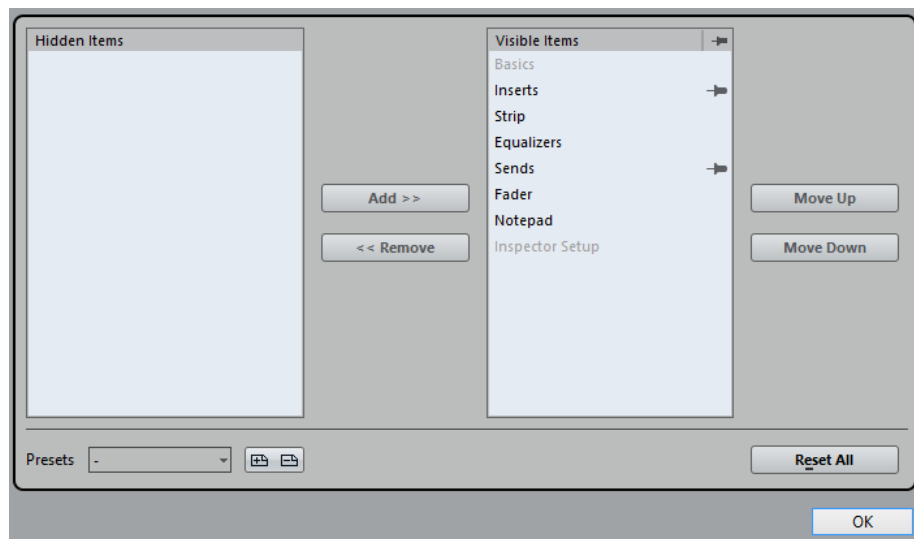 Hidden Items
Visible Items
Basics
Inserts
Strip
Equalizers
Sends
Fader
Notepad
Inspector Setup
Add >>
<< Remove
Move Up
Move Down
Presets -
Reset All
OK